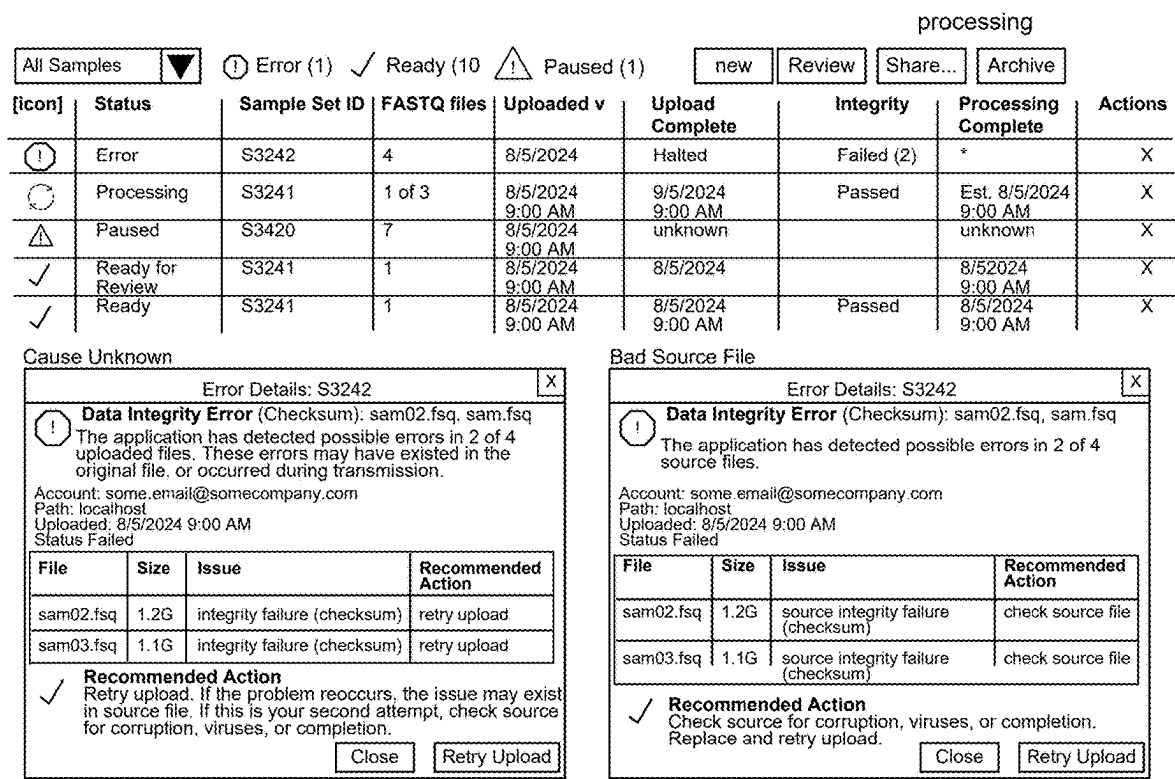 processing
All Samples Error (1) Ready (10 Paused (1) new Review Share... Archive
[icon] Status Sample Set ID FASTQ files Uploaded v Upload Complete Integrity Processing Complete Actions
Error S3242 4 8/5/2024 Halted Failed (2) * X
Processing S3241 1 of 3 8/5/2024 9:00 AM 9/5/2024 9:00 AM Passed Est. 8/5/2024 9:00 AM X
Paused S3420 7 8/5/2024 9:00 AM unknown unknown X
Ready for Review S3241 1 8/5/2024 9:00 AM 8/5/2024 8/52024 9:00 AM X
Ready S3241 1 8/5/2024 9:00 AM 8/5/2024 9:00 AM Passed 8/5/2024 9:00 AM X
Cause Unknown
Error Details: S3242 X
Data Integrity Error (Checksum): sam02.fsq, sam.fsq
The application has detected possible errors in 2 of 4
uploaded files. These errors may have existed in the
original file, or occurred during transmission.
Account: some.email@somecompany.com
Path: localhost
Uploaded: 8/5/2024 9:00 AM
Status Failed
File Size Issue Recommended Action
sam02.fsq 1.2G integrity failure (checksum) retry upload
sam03.fsq 1.1G integrity failure (checksum) retry upload
Recommended Action
Retry upload. If the problem reoccurs, the issue may exist
in source file. If this is your second attempt, check source
for corruption, viruses, or completion.
Close Retry Upload
Bad Source File
Error Details: S3242 X
Data Integrity Error (Checksum): sam02.fsq, sam.fsq
The application has detected possible errors in 2 of 4
source files.
Account: some.email@somecompany.com
Path: localhost
Uploaded: 8/5/2024 9:00 AM
Status Failed
File Size Issue Recommended Action
sam02.fsq 1.2G source integrity failure (checksum) check source file
sam03.fsq 1.1G source integrity failure (checksum) check source file
Recommended Action
Check source for corruption, viruses, or completion.
Replace and retry upload.
Close Retry Upload